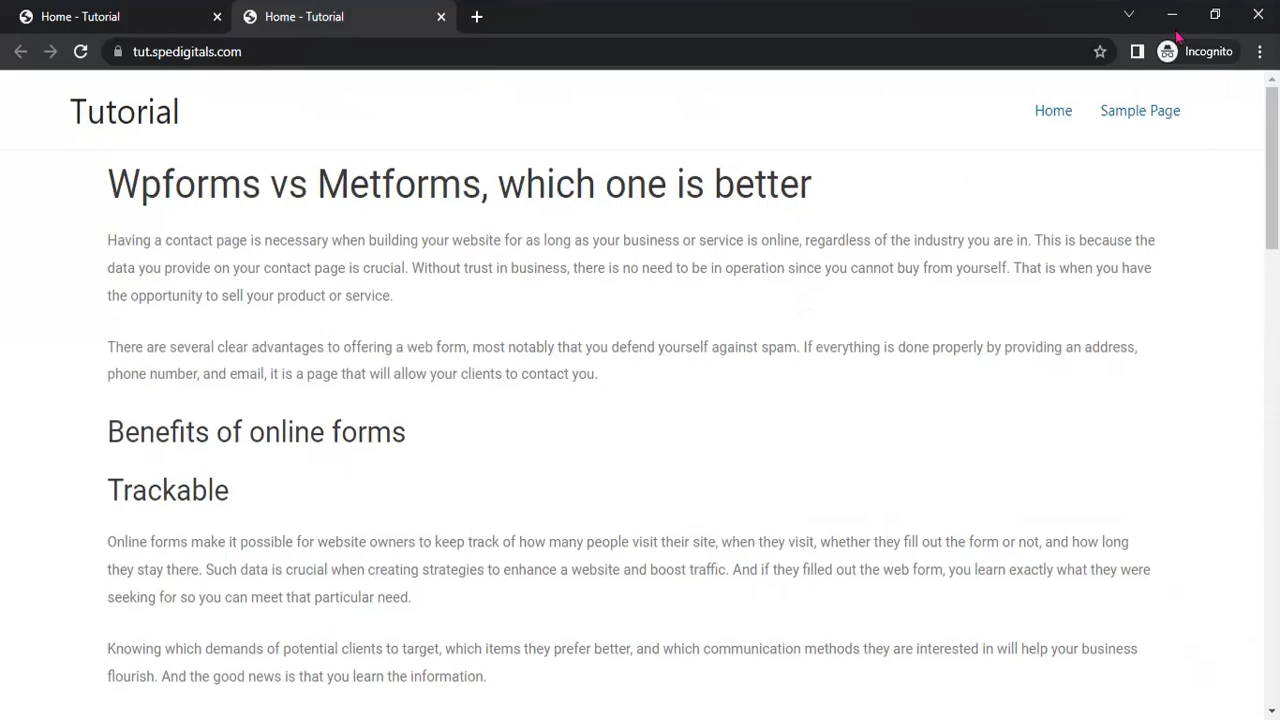 Home - Tutorial
Home - Tutorial
tut.spedigitals.com
Incognito
Tutorial
Home
Sample Page
Wpforms vs Metforms, which one is better
Having a contact page is necessary when building your website for as long as your business or service is online, regardless of the industry you are in. This is because the
data you provide on your contact page is crucial. Without trust in business, there is no need to be in operation since you cannot buy from yourself. That is when you have
the opportunity to sell your product or service.
There are several clear advantages to offering a web form, most notably that you defend yourself against spam. If everything is done properly by providing an address,
phone number, and email, it is a page that will allow your clients to contact you.
Benefits of online forms
Trackable
Online forms make it possible for website owners to keep track of how many people visit their site, when they visit, whether they fill out the form or not, and how long
they stay there. Such data is crucial when creating strategies to enhance a website and boost traffic. And if they filled out the web form, you learn exactly what they were
seeking for so you can meet that particular need.
Knowing which demands of potential clients to target, which items they prefer better, and which communication methods they are interested in will help your business
flourish. And the good news is that you learn the information.